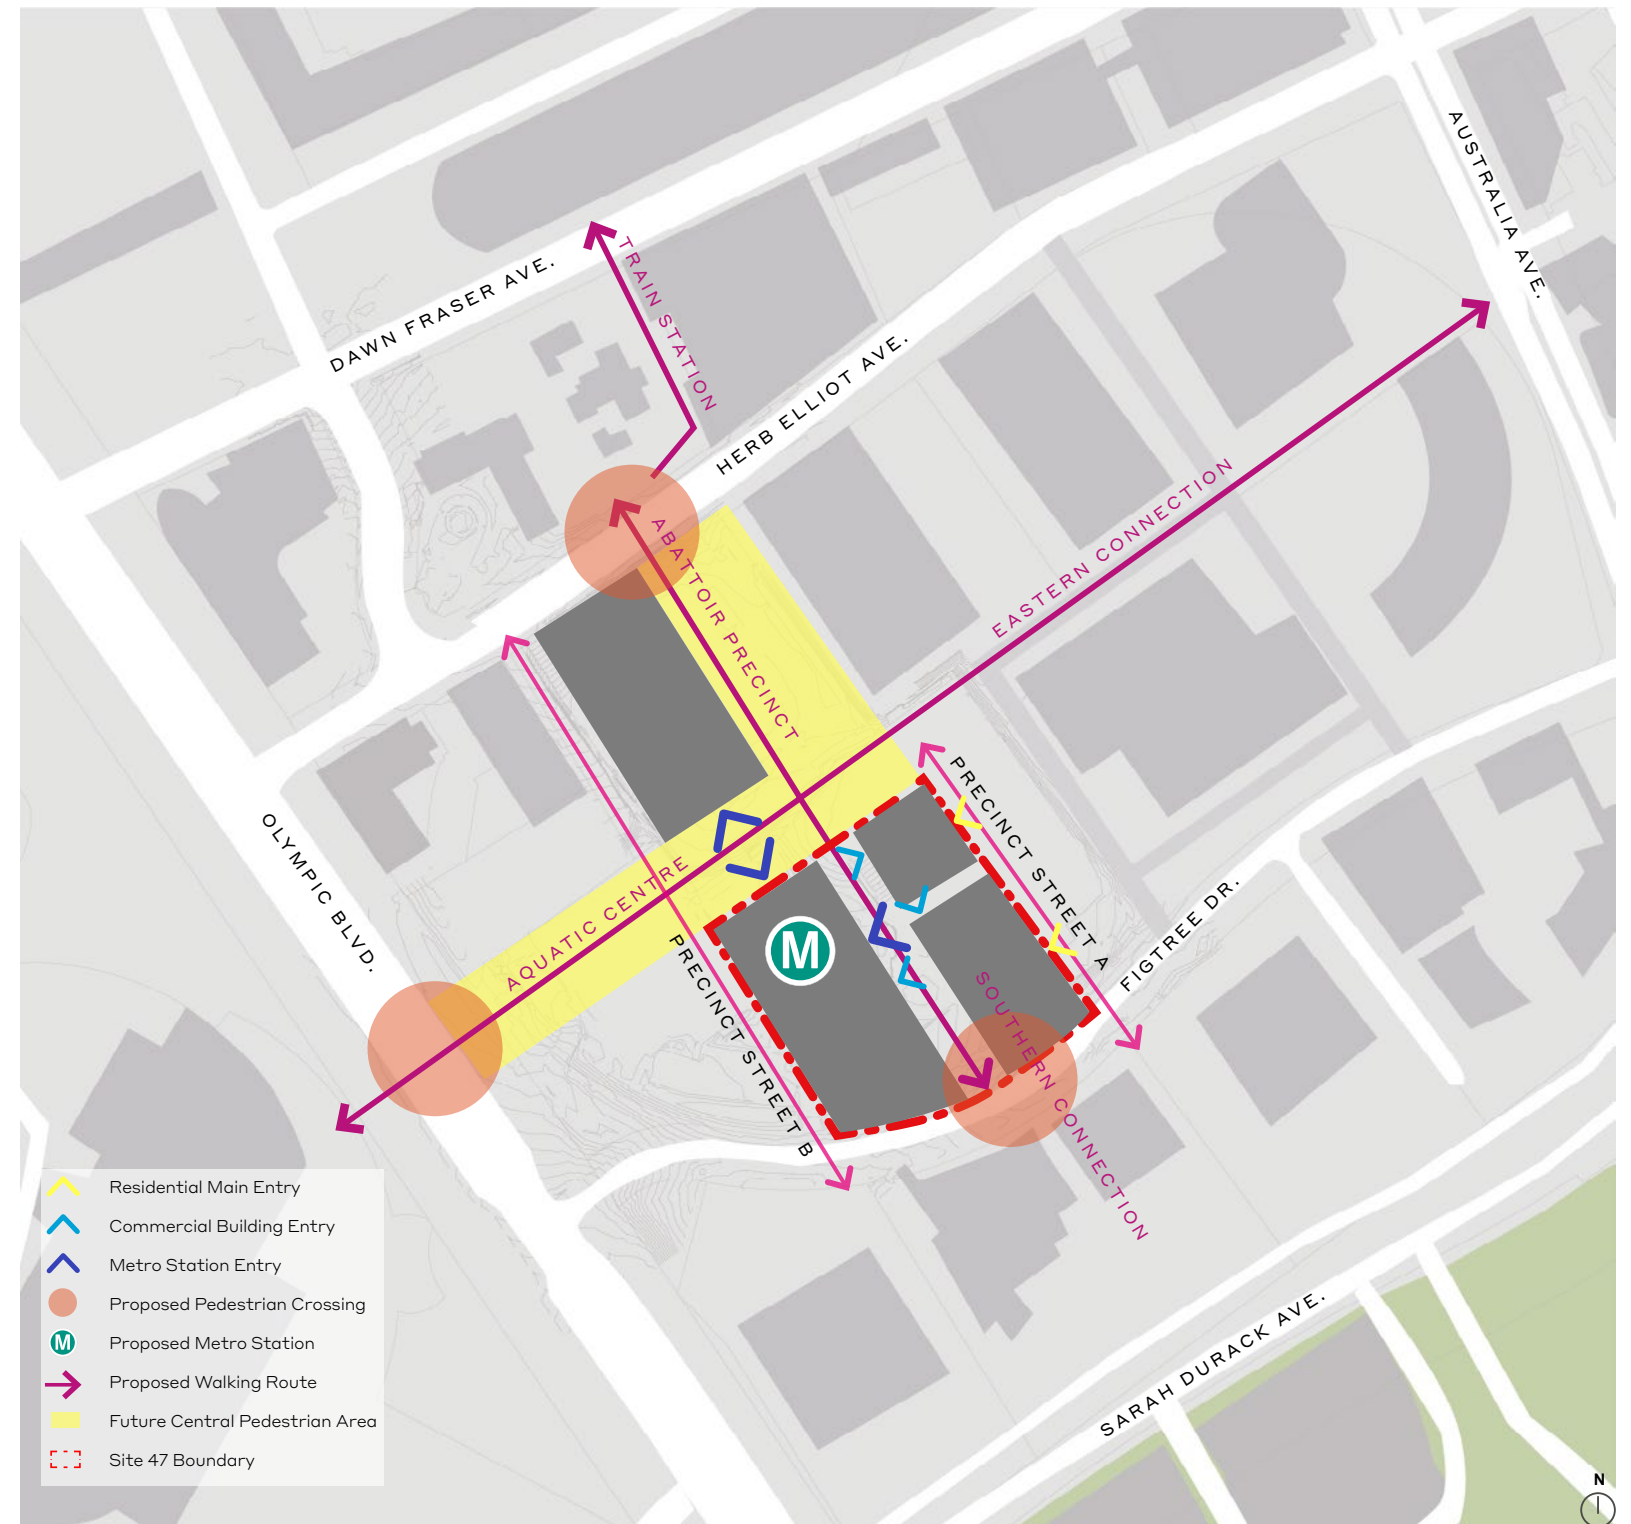 AUSTRALIA AVE.
TRAIN STATION
DAWN FRASER AVE.
HERB ELLIOT AVE.
EASTERN CONNECTION
ABATTOIR PRECINCT
PRECINCT STREET A
OLYMPIC BLVD.
AQUATIC CENTRE
FIGTREE DR.
M
PRECINCT STREET B
SOUTHERN CONNECTION
SARAH DURACK AVE.
Residential Main Entry
Commercial Building Entry
Metro Station Entry
Proposed Pedestrian Crossing
M Proposed Metro Station
Proposed Walking Route
Future Central Pedestrian Area
Site 47 Boundary
N